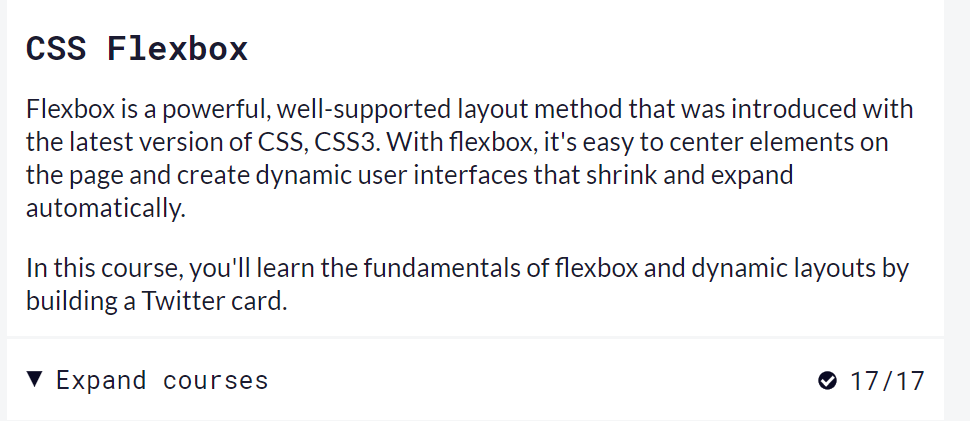 CSS Flexbox
Flexbox is a powerful, well-supported layout method that was introduced with
the latest version of CSS, CSS3. With flexbox, it's easy to center elements on
the page and create dynamic user interfaces that shrink and expand
automatically.
In this course, you'll learn the fundamentals of flexbox and dynamic layouts by
building a Twitter card.
▼ Expand courses 17/17